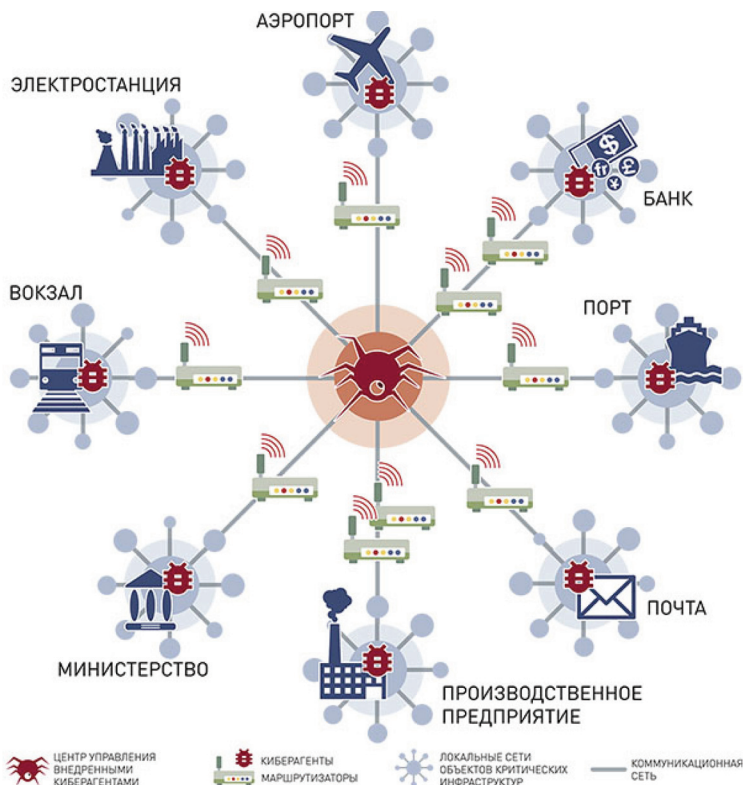 АЭРОПОРТ
ЭЛЕКТРОСТАНЦИЯ
$
fr
£
¥
БАНК
ВОКЗАЛ
ПОРТ
ПОЧТА
МИНИСТЕРСТВО
ПРОИЗВОДСТВЕННОЕ
ПРЕДПРИЯТИЕ
ЦЕНТР УПРАВЛЕНИЯ
ВНЕДРЕННЫМИ
КИБЕРАГЕНТАМИ
КИБЕРАГЕНТЫ
МАРШРУТИЗАТОРЫ
ЛОКАЛЬНЫЕ СЕТИ
ОБЪЕКТОВ КРИТИЧЕСКИХ
ИНФРАСТРУКТУР
КОММУНИКАЦИОННАЯ
СЕТЬ